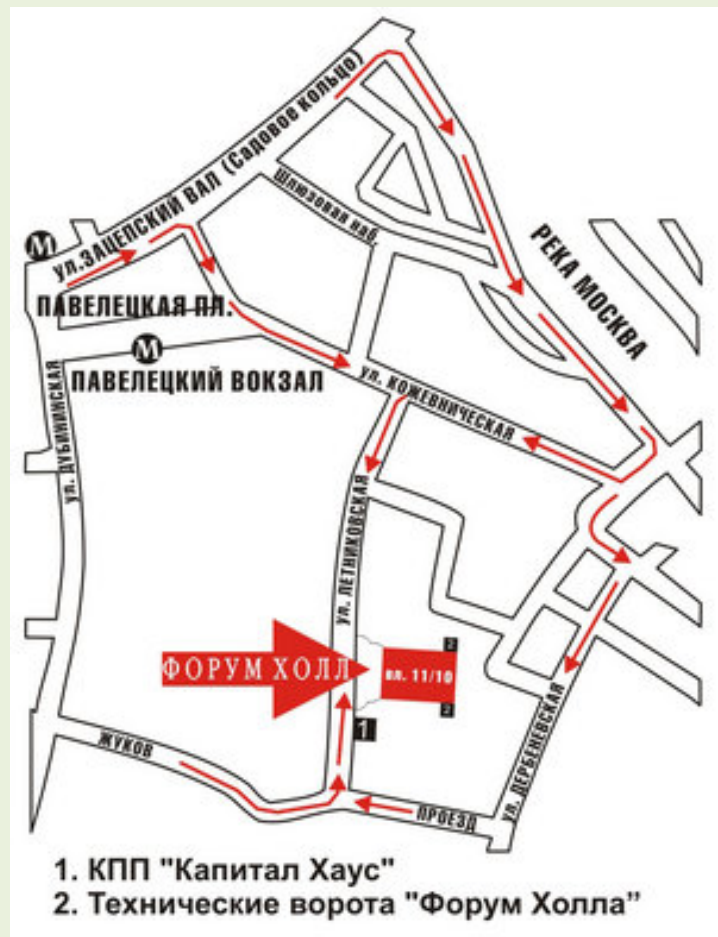 ул.ЗАЦЕПСКИЙ ВАЛ (Садовое кольцо)
Шлюзовая наб.
М
РЕКА МОСКВА
ПАВЕЛЕЦКАЯ ПЛ.
М
ПАВЕЛЕЦКИЙ ВОКЗАЛ
ул. КОЖЕВНИЧЕСКАЯ
ул. ДУБИНИНСКАЯ
ул. ЛЕТНИКОВСКАЯ
ФОРУМ ХОЛЛ
вл. 11/10
2
2
1
ул. ДЕРБЕНЕВСКАЯ
ЖУКОВ
ПРОЕЗД
1. КПП "Капитал Хаус"
2. Технические ворота "Форум Холла”